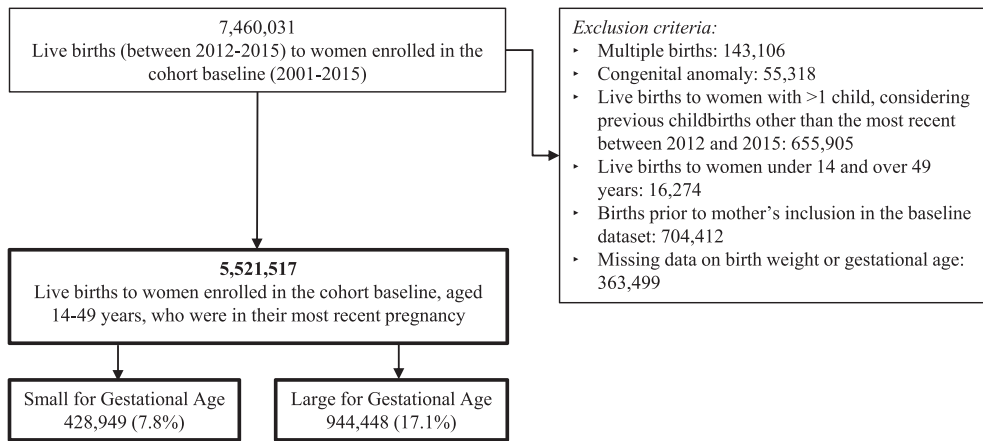 7,460,031
Live births (between 2012-2015) to women enrolled in the
cohort baseline (2001-2015)
Exclusion criteria:
‣ Multiple births: 143,106
‣ Congenital anomaly: 55,318
‣ Live births to women with >1 child, considering
previous childbirths other than the most recent
between 2012 and 2015: 655,905
‣ Live births to women under 14 and over 49
years: 16,274
‣ Births prior to mother’s inclusion in the baseline
dataset: 704,412
‣ Missing data on birth weight or gestational age:
363,499
5,521,517
Live births to women enrolled in the cohort baseline, aged
14-49 years, who were in their most recent pregnancy
Small for Gestational Age
428,949 (7.8%)
Large for Gestational Age
944,448 (17.1%)